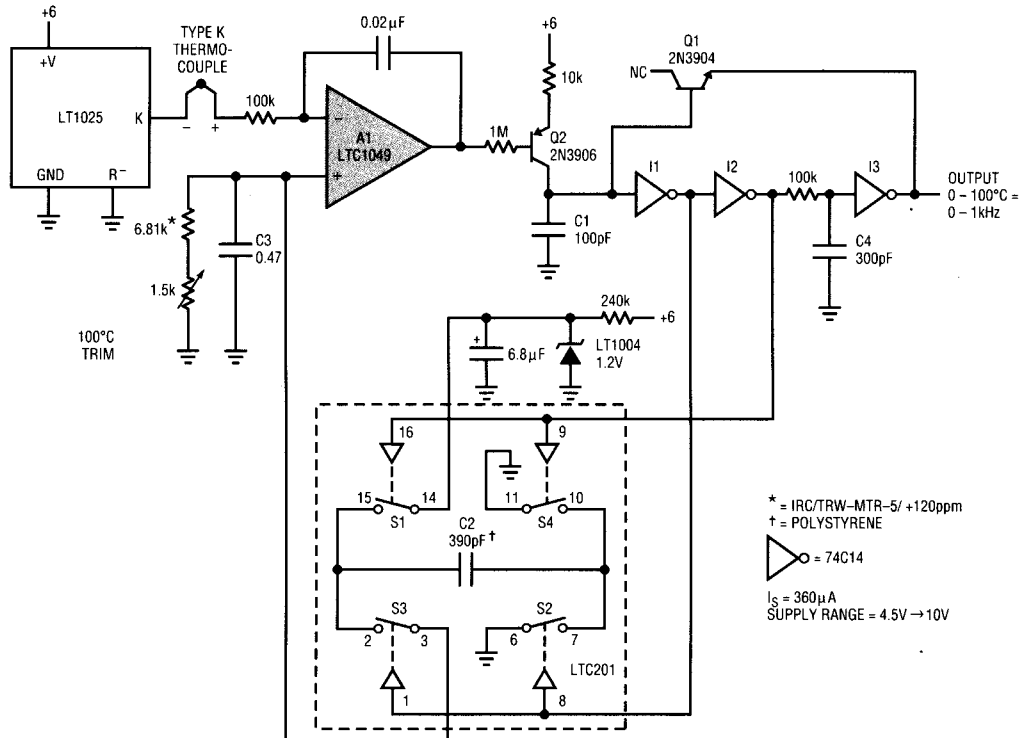 +6
+V
LT1025
K
GND
R–
TYPE K
THERMO-
COUPLE
–
+
100k
0.02µF
–
A1
LTC1049
+
1M
+6
10k
Q2
2N3906
Q1
2N3904
NC
I1
I2
100k
I3
OUTPUT
0 – 100°C =
0 – 1kHz
C1
100pF
C4
300pF
6.81k*
1.5k
C3
0.47
100°C
TRIM
240k
+6
+
6.8µF
LT1004
1.2V
16
9
15
14
S1
11
10
S4
C2
390pF†
S3
2
3
S2
6
7
1
8
LTC201
* = IRC/TRW–MTR–5/ +120ppm
† = POLYSTYRENE
= 74C14
IS = 360µA
SUPPLY RANGE = 4.5V → 10V